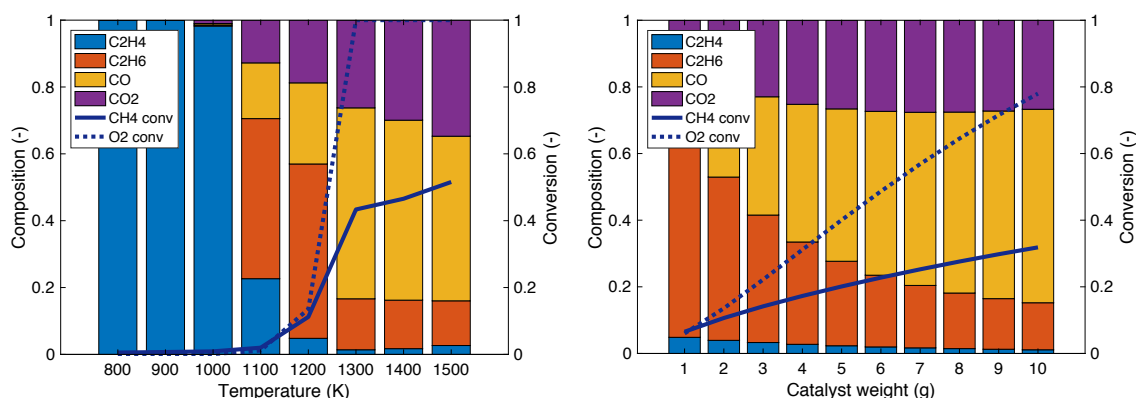 1
0.8
0.6
0.4
0.2
0
Composition (-)
C2H4
C2H6
CO
CO2
CH4 conv
O2 conv
1
0.8
0.6
0.4
0.2
0
Conversion (-)
800 900 1000 1100 1200 1300 1400 1500
Temperature (K)
1
0.8
0.6
0.4
0.2
0
Composition (-)
C2H4
C2H6
CO
CO2
CH4 conv
O2 conv
1
0.8
0.6
0.4
0.2
0
Conversion (-)
1 2 3 4 5 6 7 8 9 10
Catalyst weight (g)